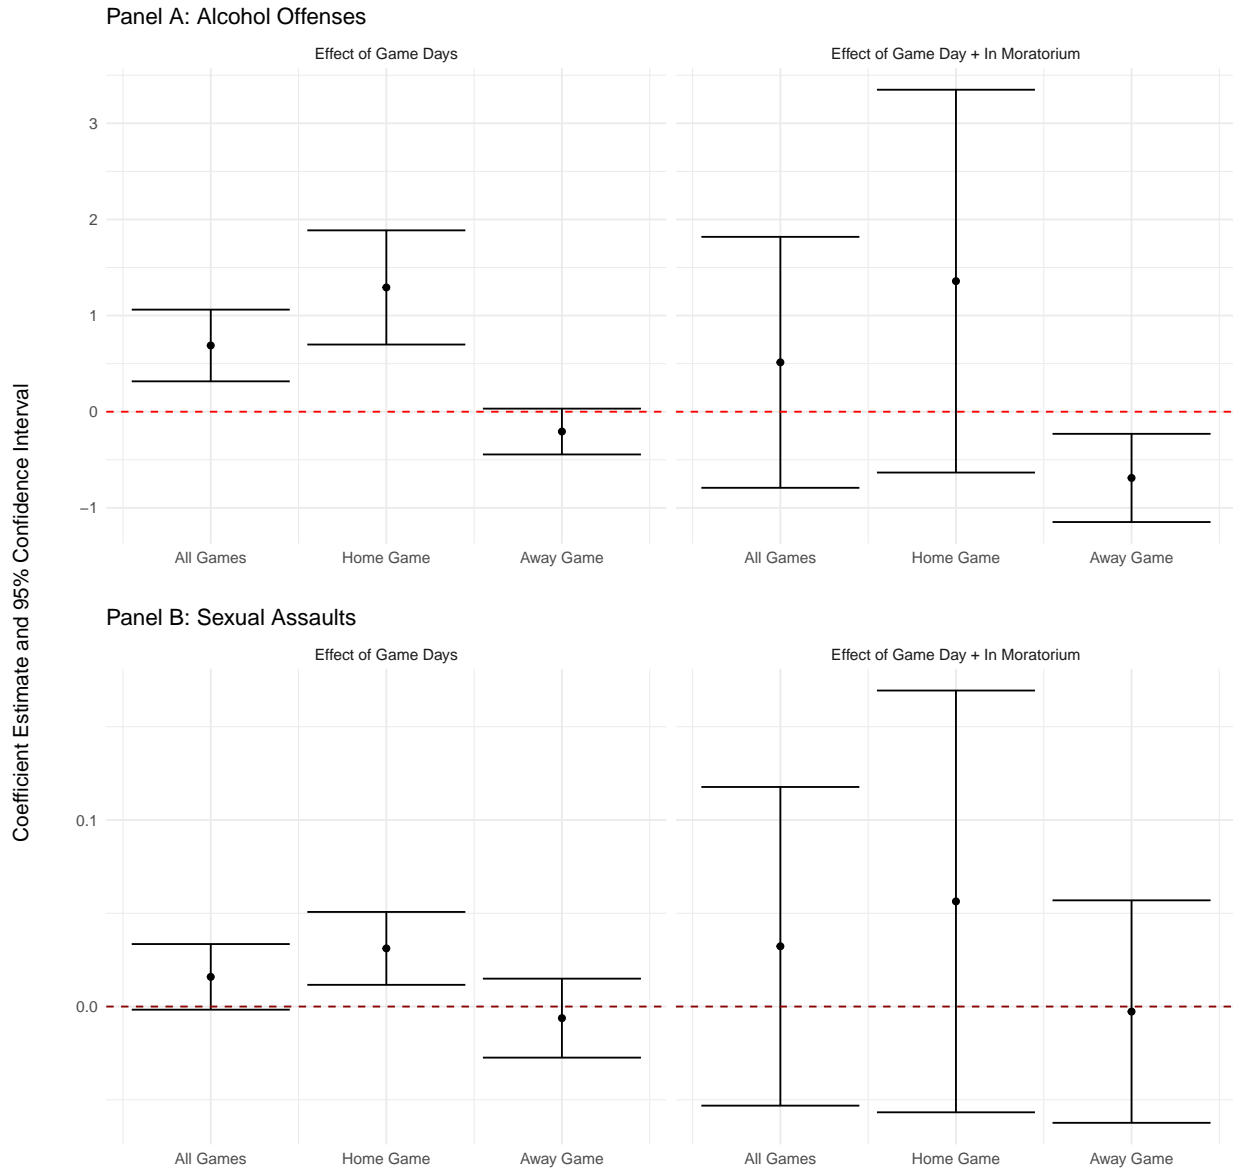 Panel A: Alcohol Offenses
Effect of Game Days
Effect of Game Day + In Moratorium
3
2
1
0
−1
All Games
Home Game
Away Game
All Games
Home Game
Away Game
Coefficient Estimate and 95% Confidence Interval
Panel B: Sexual Assaults
Effect of Game Days
Effect of Game Day + In Moratorium
0.1
0.0
All Games
Home Game
Away Game
All Games
Home Game
Away Game